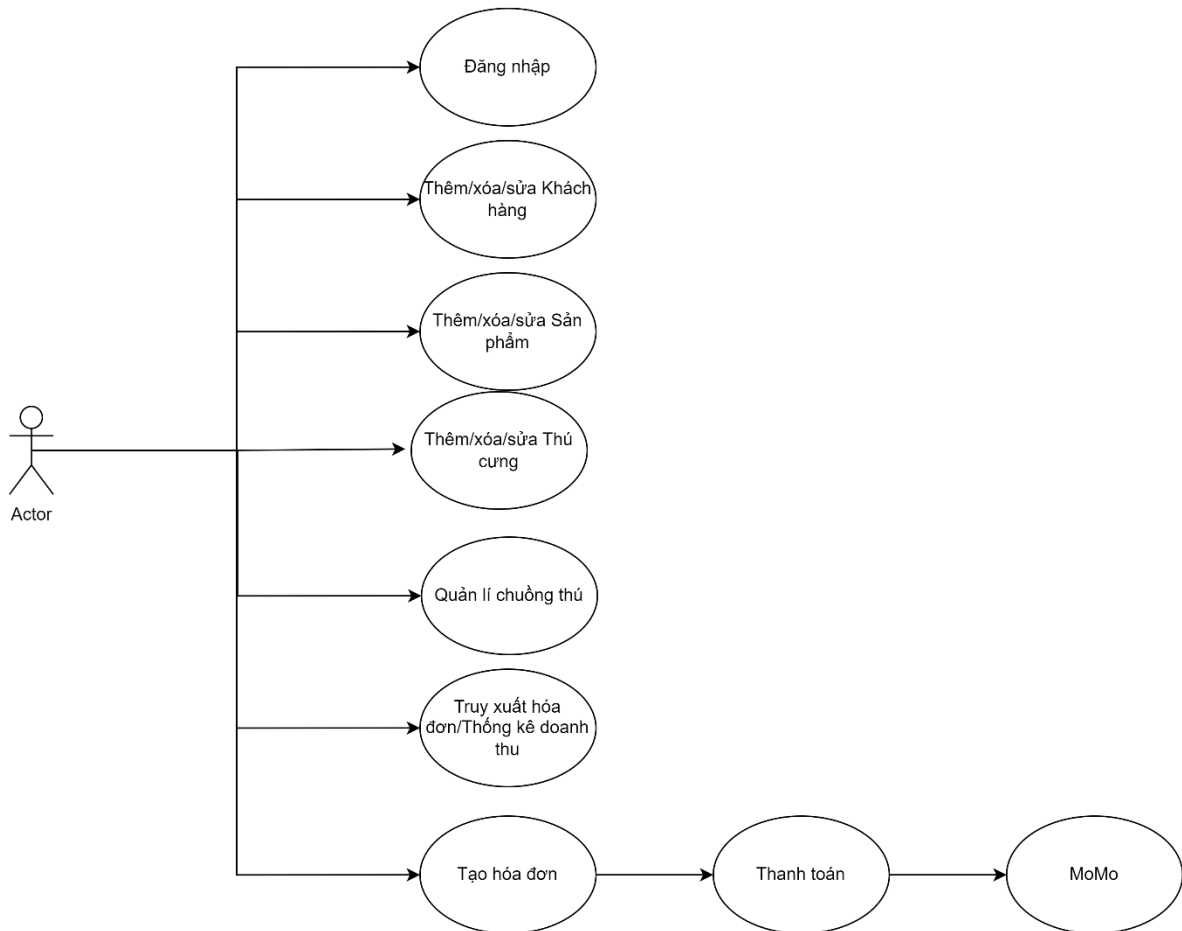 Đăng nhập
Thêm/xóa/sửa Khách
hàng
Thêm/xóa/sửa Sản
phẩm
Thêm/xóa/sửa Thú
cưng
Actor
Quản lí chuồng thú
Truy xuất hóa
đơn/Thống kê doanh
thu
Tạo hóa đơn
Thanh toán
MoMo